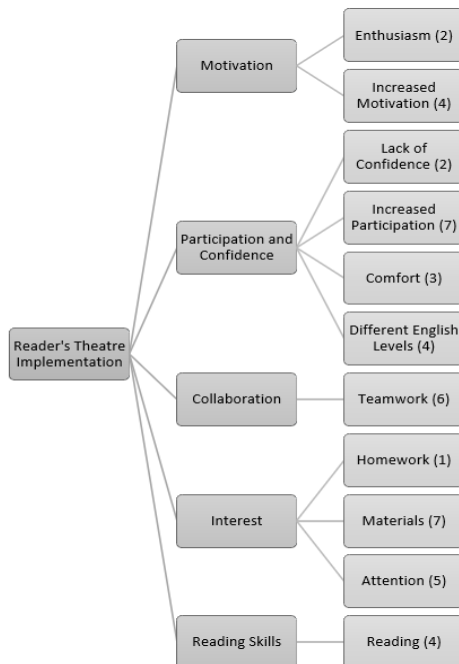 Reader's Theatre
Implementation
Motivation
Enthusiasm (2)
Increased
Motivation (4)
Participation and
Confidence
Lack of
Confidence (2)
Increased
Participation (7)
Comfort (3)
Different English
Levels (4)
Collaboration
Teamwork (6)
Interest
Homework (1)
Materials (7)
Attention (5)
Reading Skills
Reading (4)